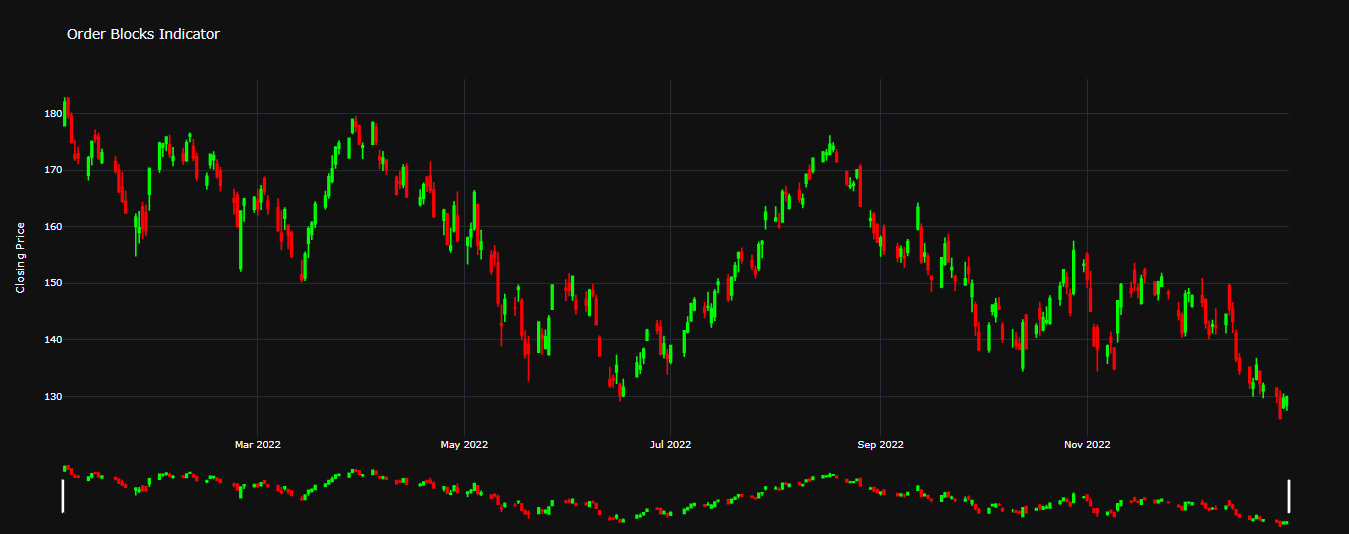 Order Blocks Indicator
180
170
160
150
140
130
Closing Price
Mar 2022
May 2022
Jul 2022
Sep 2022
Nov 2022